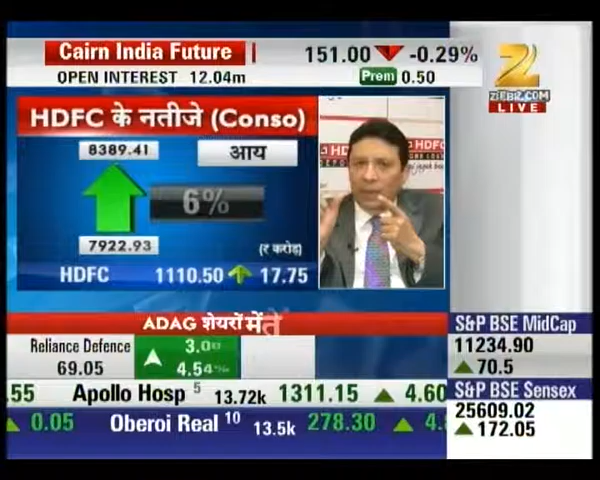 Cairn India Future 151.00 -0.29%
OPEN INTEREST 12.04m Prem 0.50
ZEEBIZ.COM
LIVE
HDFC के नतीजे (Conso)
8389.41 आय
6%
7922.93 (₹ करोड़)
HDFC 1110.50 17.75
HDFC
ADAG शेयरों में
Reliance Defence 3.00
69.05 4.54%
S&P BSE MidCap
11234.90
70.5
S&P BSE Sensex
25609.02
172.05
.55 Apollo Hosp 5 13.72k 1311.15 4.60
0.05 Oberoi Real 10 13.5k 278.30 4.